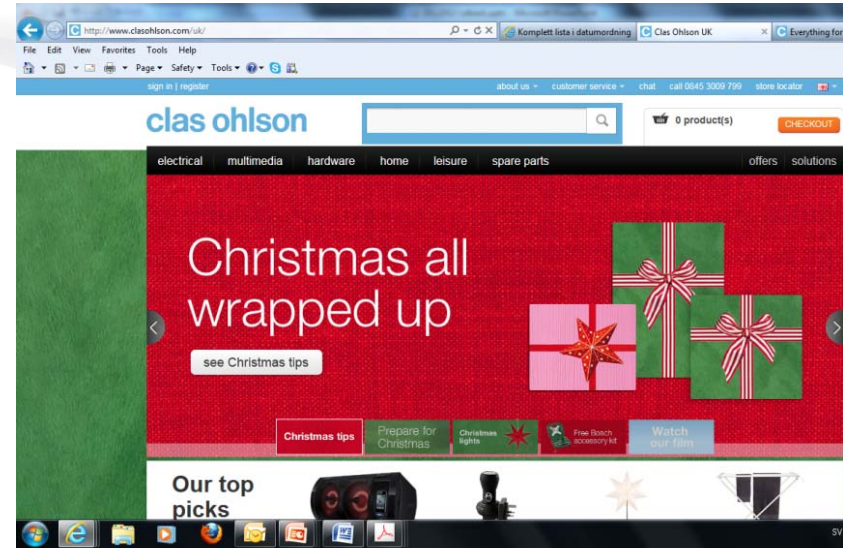 http://www.clasohlson.com/uk/
Komplett lista i datumordning
Clas Ohlson UK
Everything for
File Edit View Favorites Tools Help
Page Safety Tools
sign in | register
about us customer service chat call 0845 3009 799 store locator
clas ohlson
0 product(s)
CHECKOUT
electrical multimedia hardware home leisure spare parts offers solutions
Christmas all
wrapped up
see Christmas tips
Christmas tips
Prepare for
Christmas
Christmas
lights
Free Bosch
accessory kit
Watch
our film
Our top
picks
SV